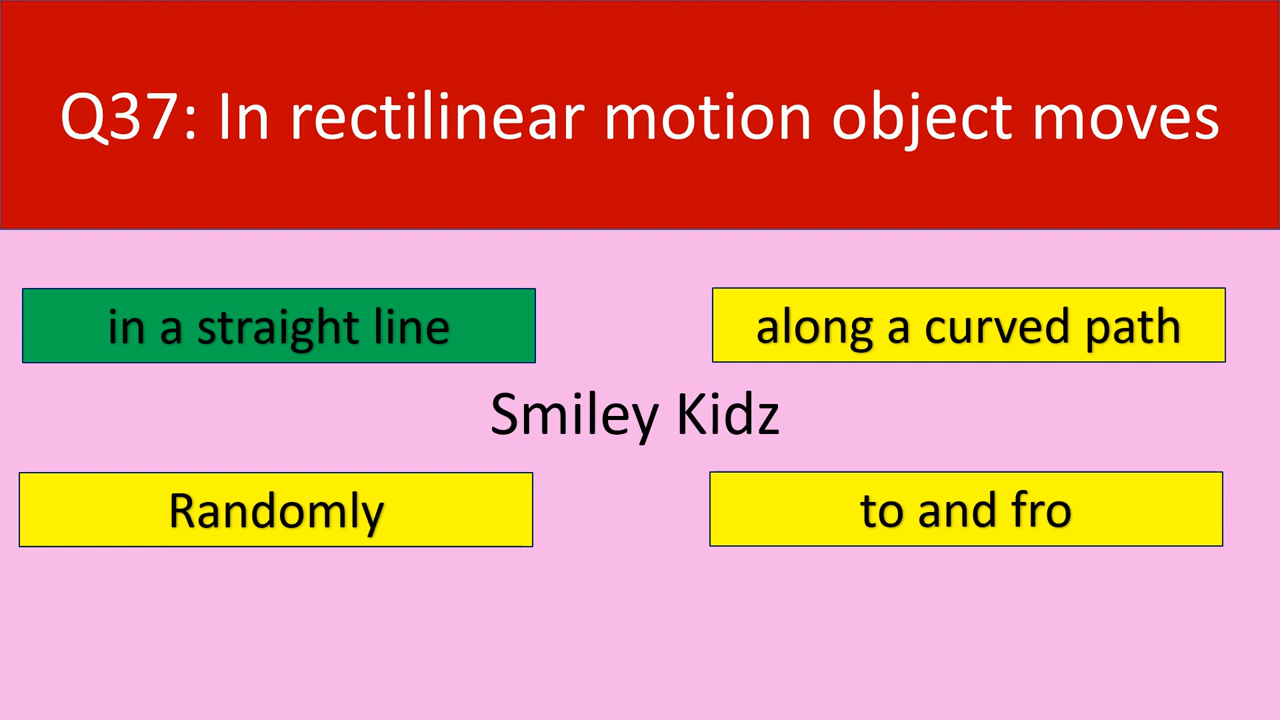 Q37: In rectilinear motion object moves
in a straight line
along a curved path
Smiley Kidz
Randomly
to and fro